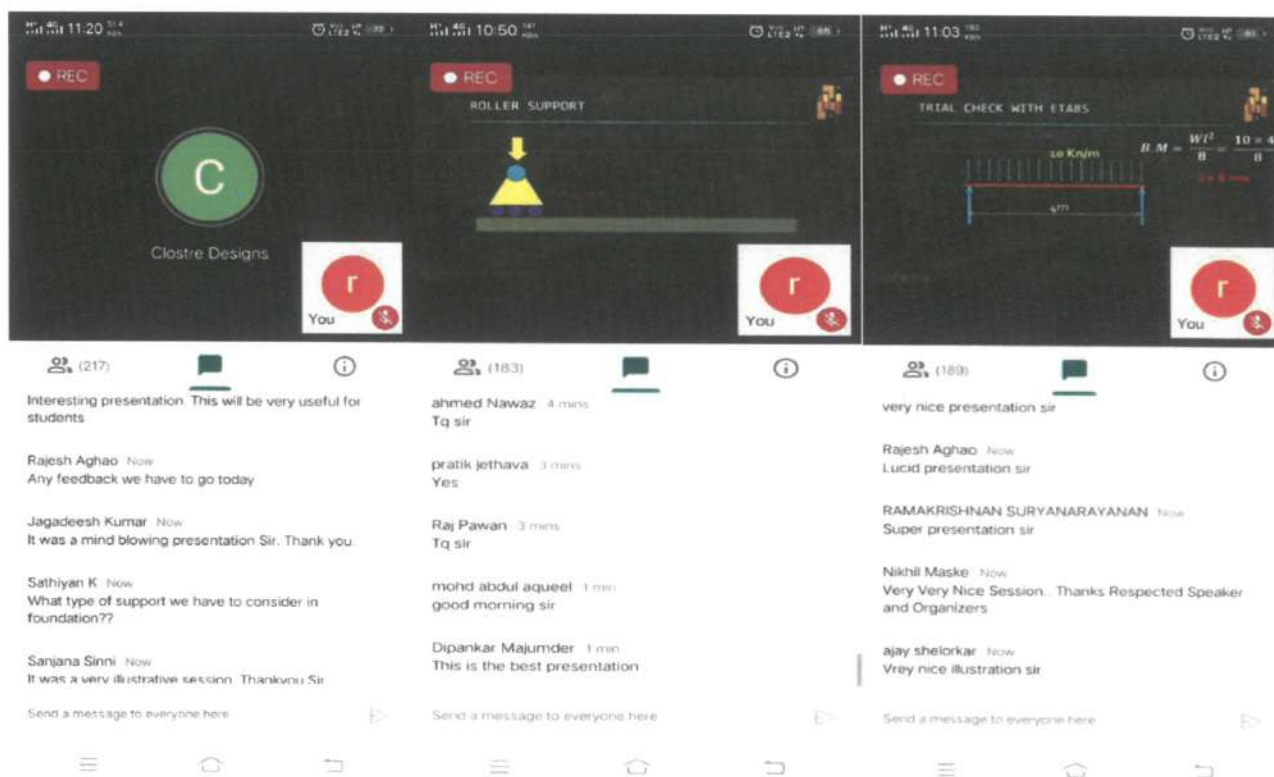 11-20
REC
C
Clostre Designs
r
You
(217)
Interesting presentation. This will be very useful for
students
Rajesh Aghao Now
Any feedback we have to go today
Jagadeesh Kumar Now
It was a mind blowing presentation Sir. Thank you.
Sathiyan K Now
What type of support we have to consider in
foundation??
Sanjana Sinni Now
It was a very illustrative session. Thankyou Sir
Send a message to everyone here
10:50
REC
ROLLER SUPPORT
r
You
(183)
ahmed Nawaz 4 mins
Tq sir
pratik jethava 3 mins
Yes
Raj Pawan 3 mins
Tq sir
mohd abdul aqueel 1 min
good morning sir
Dipankar Majumder 1 min
This is the best presentation
Send a message to everyone here
11:03
REC
TRIAL CHECK WITH ETABS
10 Kn/m
B.M = Wl²/8 = 10 × 4/8
4m
r
You
(189)
very nice presentation sir
Rajesh Aghao Now
Lucid presentation sir
RAMAKRISHNAN SURYANARAYANAN Now
Super presentation sir
Nikhil Maske Now
Very Very Nice Session.. Thanks Respected Speaker
and Organizers
ajay shelorkar Now
Vrey nice illustration sir
Send a message to everyone here